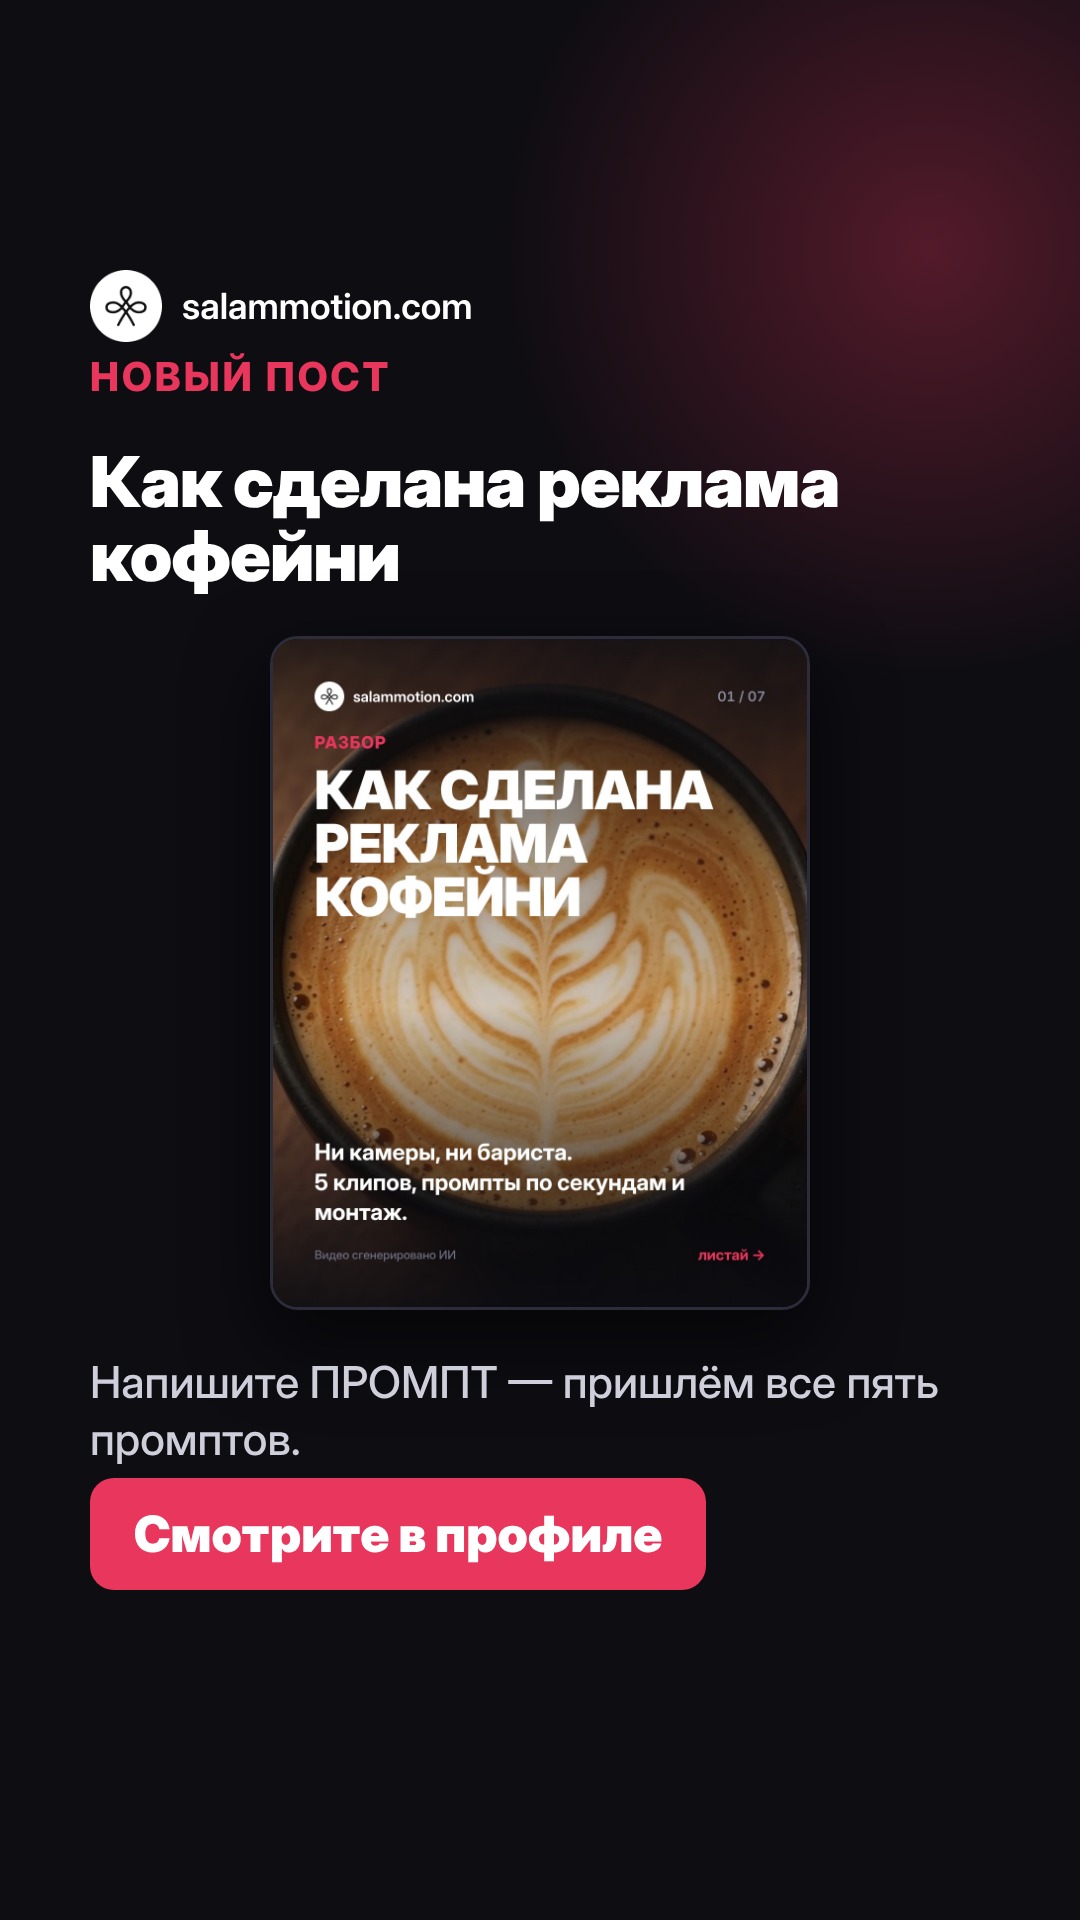 salammotion.com
НОВЫЙ ПОСТ
Как сделана реклама
кофейни
salammotion.com
01 / 07
РАЗБОР
КАК СДЕЛАНА
РЕКЛАМА
КОФЕЙНИ
Ни камеры, ни бариста.
5 клипов, промпты по секундам и
монтаж.
Видео сгенерировано ИИ
листай →
Напишите ПРОМПТ — пришлём все пять
промптов.
Смотрите в профиле